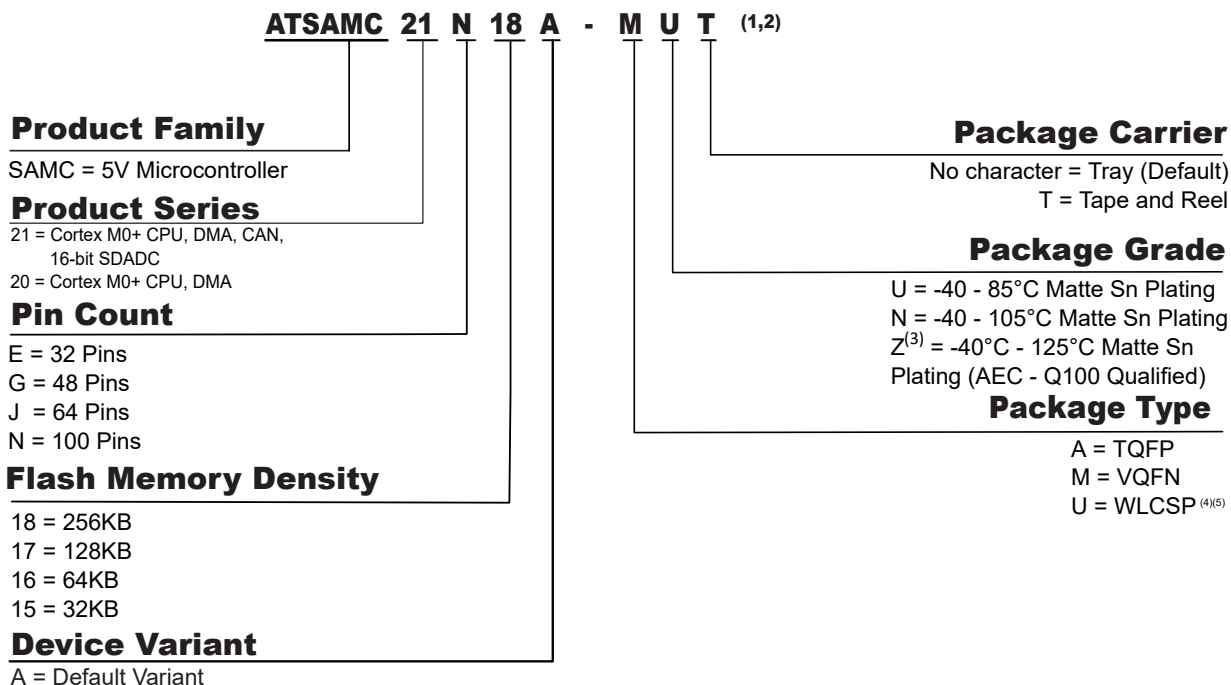 ATSAMC 21 N 18 A - M U T (1,2)
Product Family
SAMC = 5V Microcontroller
Product Series
21 = Cortex M0+ CPU, DMA, CAN,
16-bit SDADC
20 = Cortex M0+ CPU, DMA
Pin Count
E = 32 Pins
G = 48 Pins
J = 64 Pins
N = 100 Pins
Flash Memory Density
18 = 256KB
17 = 128KB
16 = 64KB
15 = 32KB
Device Variant
A = Default Variant
Package Carrier
No character = Tray (Default)
T = Tape and Reel
Package Grade
U = -40 - 85°C Matte Sn Plating
N = -40 - 105°C Matte Sn Plating
Z(3) = -40°C - 125°C Matte Sn
Plating (AEC - Q100 Qualified)
Package Type
A = TQFP
M = VQFN
U = WLCSP (4)(5)